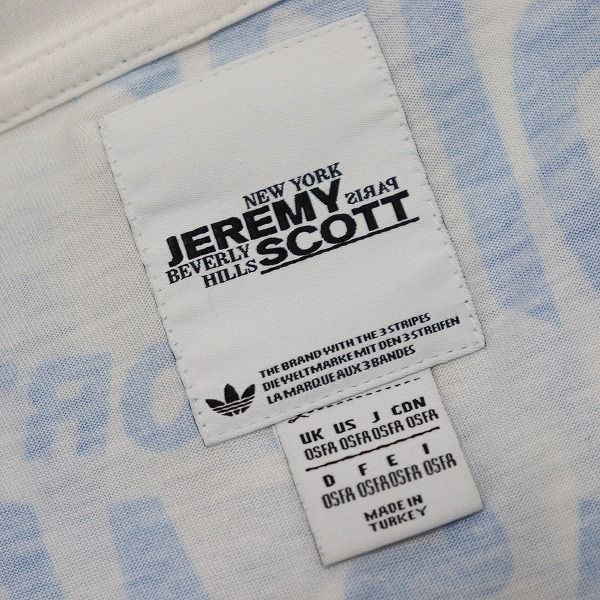 NEW YORK
JEREMY PARIS
BEVERLY SCOTT
HILLS
THE BRAND WITH THE 3 STRIPES
DIE WELTMARKE MIT DEN 3 STREIFEN
LA MARQUE AUX 3 BANDES
UK US J CDN
OSFA OSFA OSFA OSFA
D F E I
OSFA OSFA OSFA OSFA
MADE IN
TURKEY